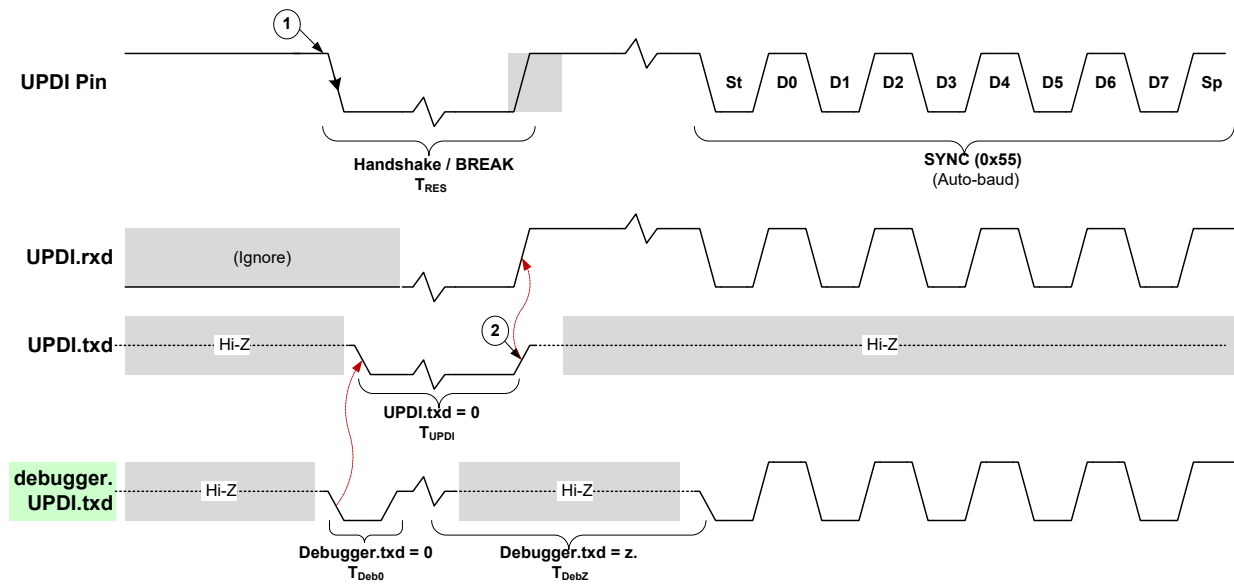 1
UPDI Pin
St D0 D1 D2 D3 D4 D5 D6 D7 Sp
Handshake / BREAK
TRES
SYNC (0x55)
(Auto-baud)
UPDI.rxd
(Ignore)
2
UPDI.txd
Hi-Z Hi-Z
UPDI.txd = 0
TUPDI
debugger.
UPDI.txd
Hi-Z Hi-Z
Debugger.txd = 0 Debugger.txd = z.
TDeb0 TDebZ